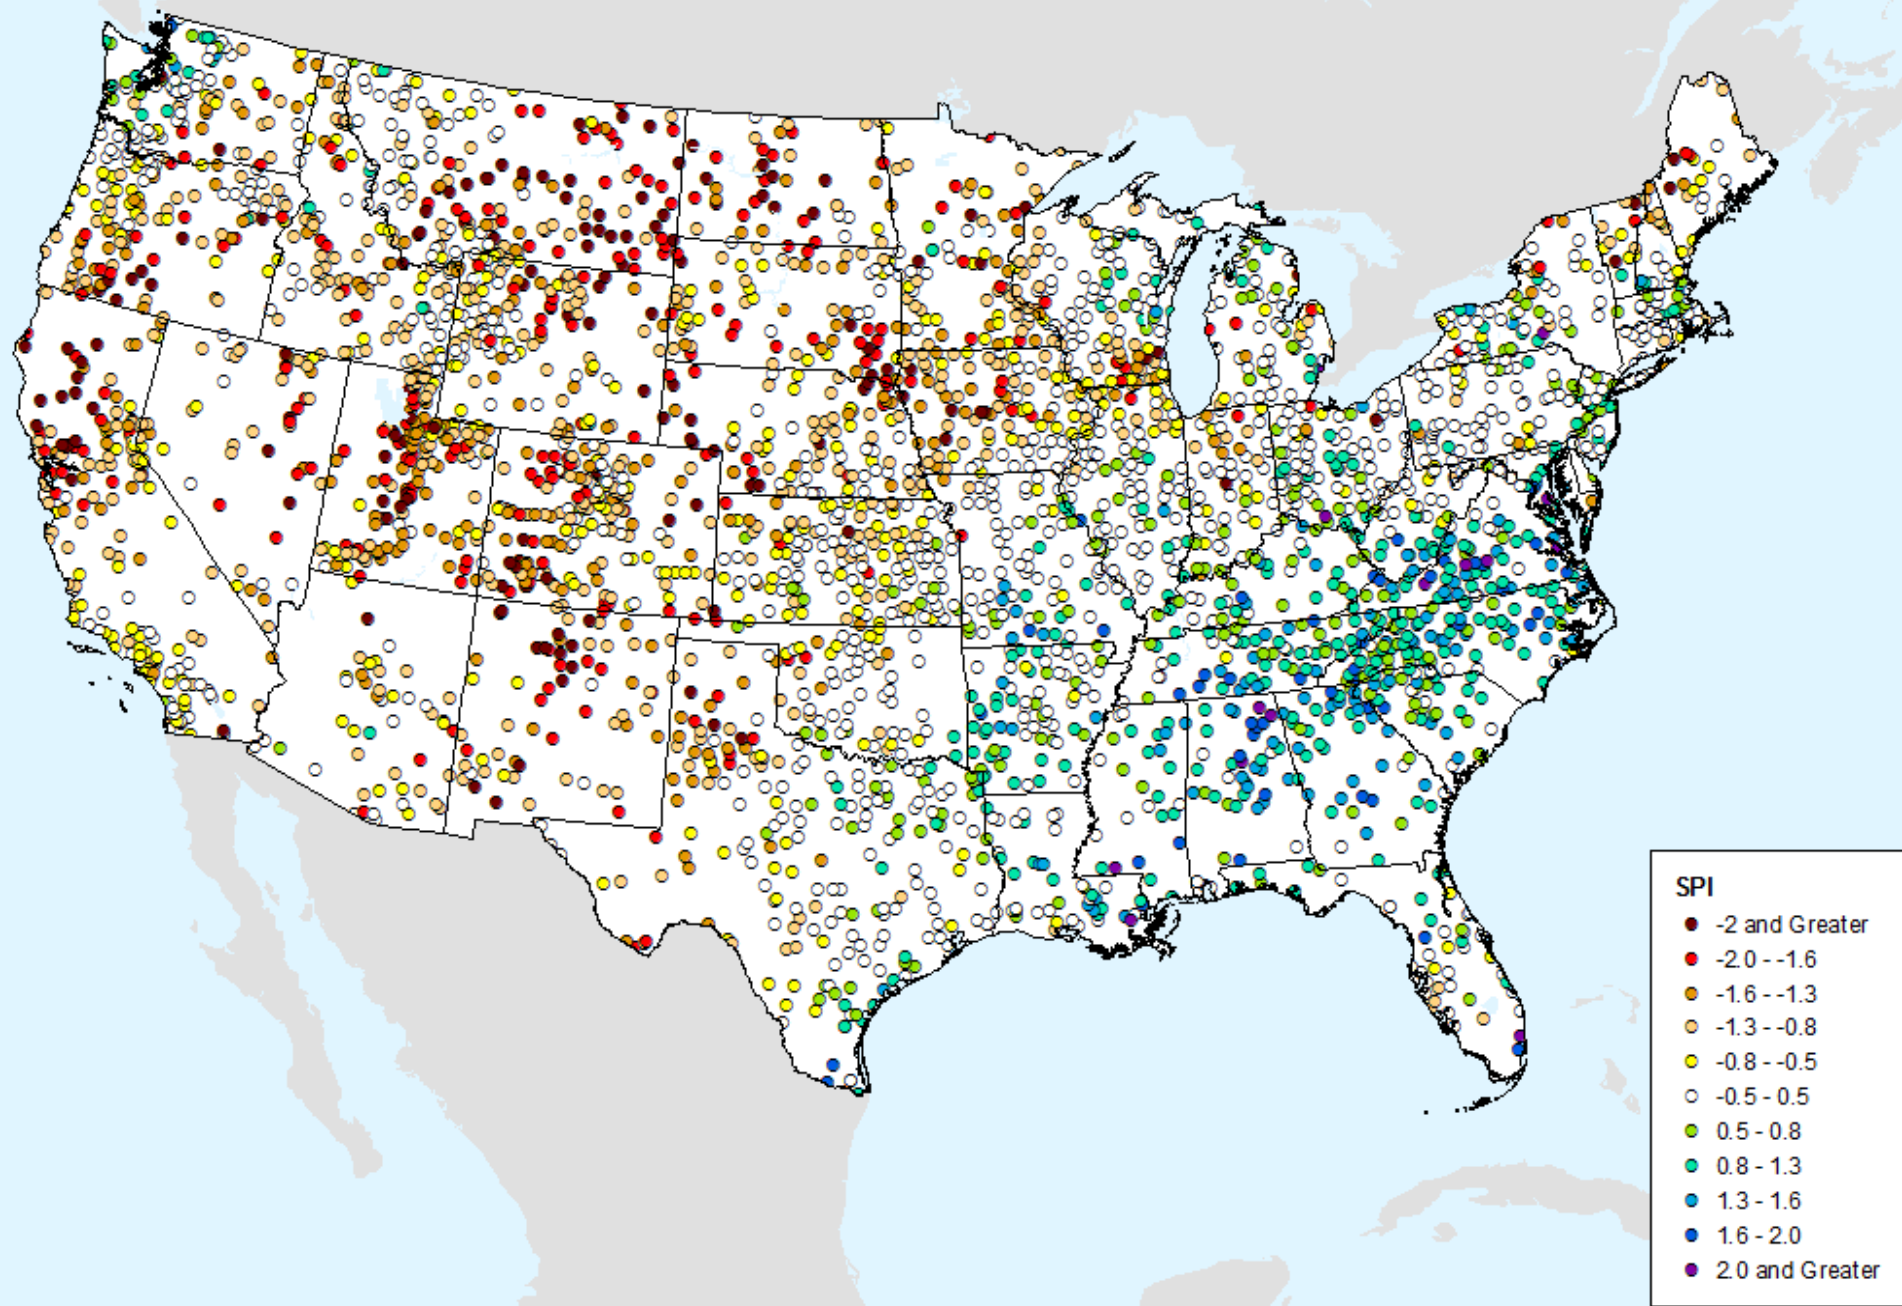 SPI
-2 and Greater
-2.0 - -1.6
-1.6 - -1.3
-1.3 - -0.8
-0.8 - -0.5
-0.5 - 0.5
0.5 - 0.8
0.8 - 1.3
1.3 - 1.6
1.6 - 2.0
2.0 and Greater